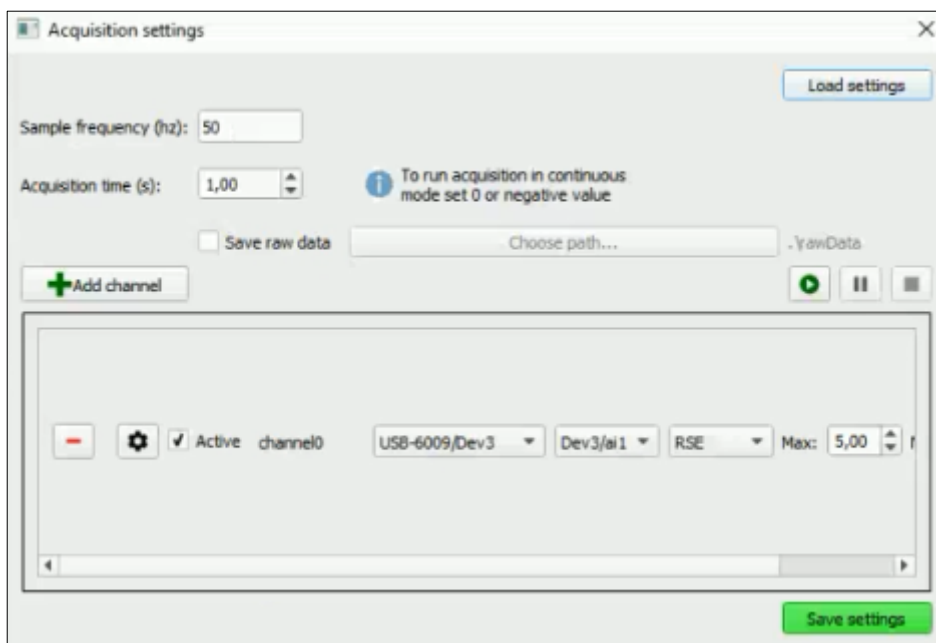 Acquisition settings
Load settings
Sample frequency (hz): 50
Acquisition time (s): 1,00
To run acquisition in continuous
mode set 0 or negative value
Save raw data Choose path... .\rawData
Add channel
Active channel0 USB-6009/Dev3 Dev3/ai1 RSE Max: 5,00
Save settings